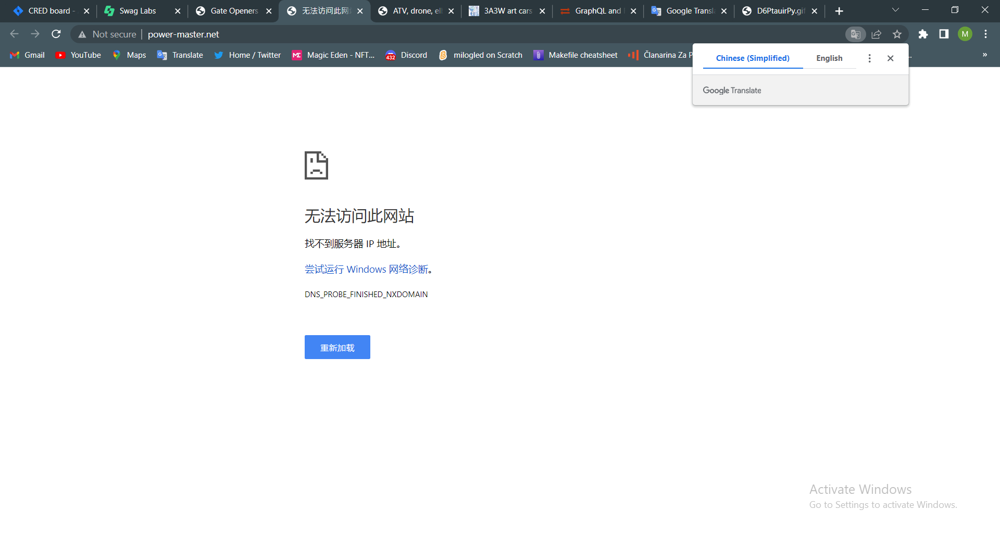 CRED board -
Swag Labs
Gate Openers
无法访问此网
ATV, drone, el
3A3W art cars
GraphQL and
Google Transl
D6PtauirPy.gif
Not secure
power-master.net
M
Gmail
YouTube
Maps
Translate
Home / Twitter
ME
Magic Eden - NFT...
432
Discord
milogled on Scratch
Makefile cheatsheet
Članarina Za P
»
Chinese (Simplified)
English
Google Translate
无法访问此网站
找不到服务器 IP 地址。
尝试运行 Windows 网络诊断。
DNS_PROBE_FINISHED_NXDOMAIN
重新加载
Activate Windows
Go to Settings to activate Windows.